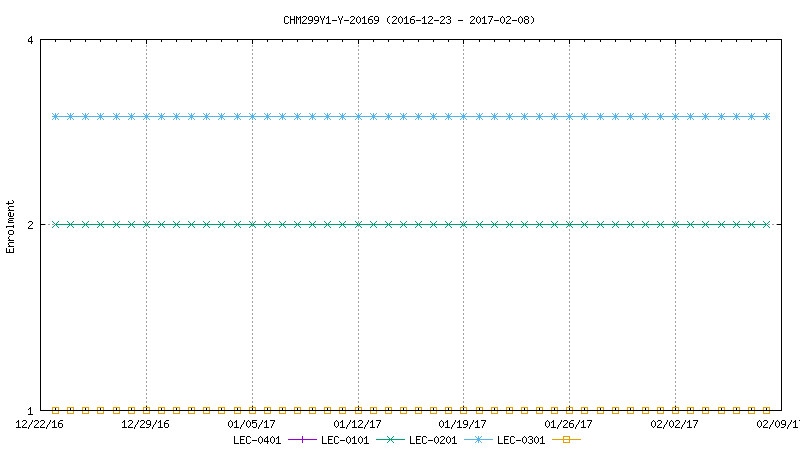 CHM299Y1-Y-20169 (2016-12-23 - 2017-02-08)
4
Enrolment
2
1
12/22/16 12/29/16 01/05/17 01/12/17 01/19/17 01/26/17 02/02/17 02/09/1
LEC-0401 LEC-0101 LEC-0201 LEC-0301